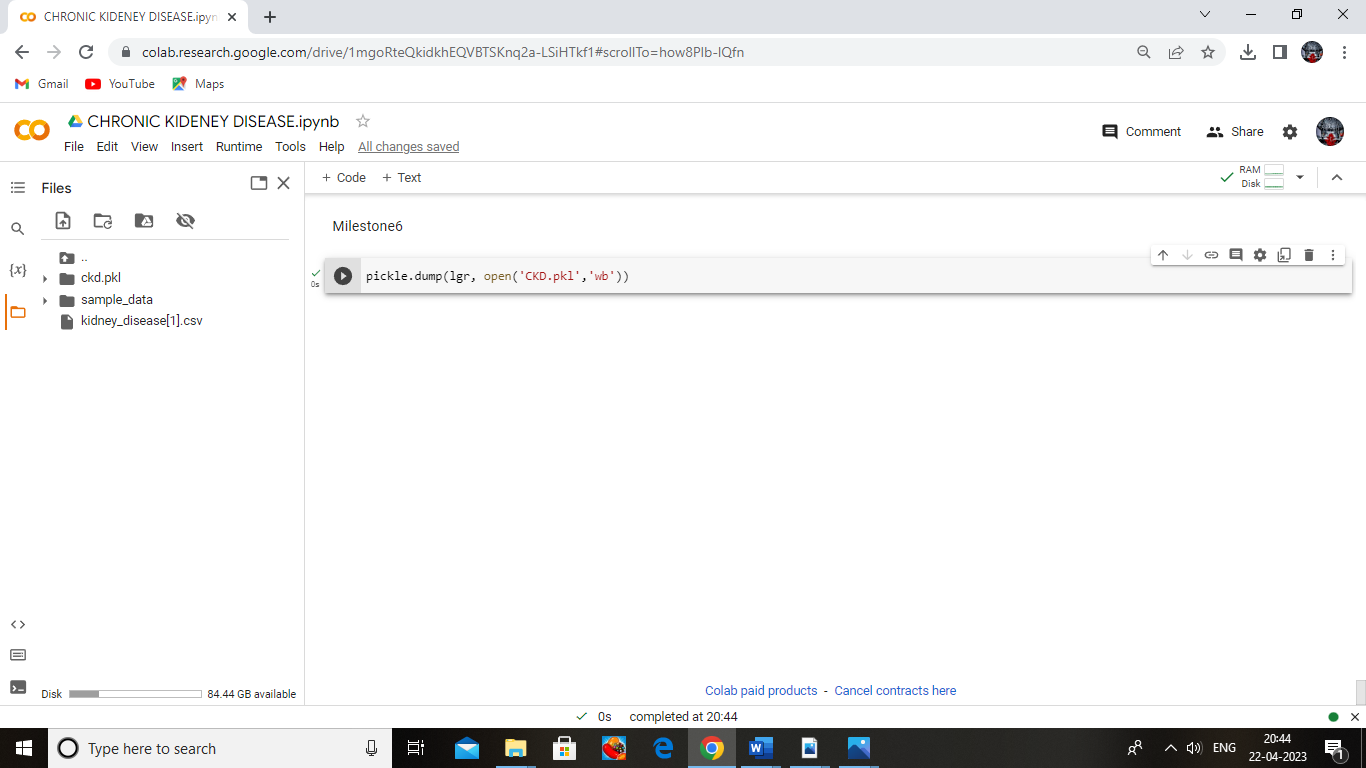 CHRONIC KIDENEY DISEASE.ipyn
colab.research.google.com/drive/1mgoRteQkidkhEQVBTSKnq2a-LSiHTkf1#scrollTo=how8PIb-IQfn
Gmail YouTube Maps
CHRONIC KIDENEY DISEASE.ipynb
File Edit View Insert Runtime Tools Help All changes saved
Comment Share
Files
+ Code + Text
RAM
Disk
Milestone6
..
ckd.pkl
sample_data
kidney_disease[1].csv
{x}
0s
pickle.dump(lgr, open('CKD.pkl','wb'))
Disk 84.44 GB available
Colab paid products - Cancel contracts here
0s completed at 20:44
Type here to search
ENG
20:44
22-04-2023
1